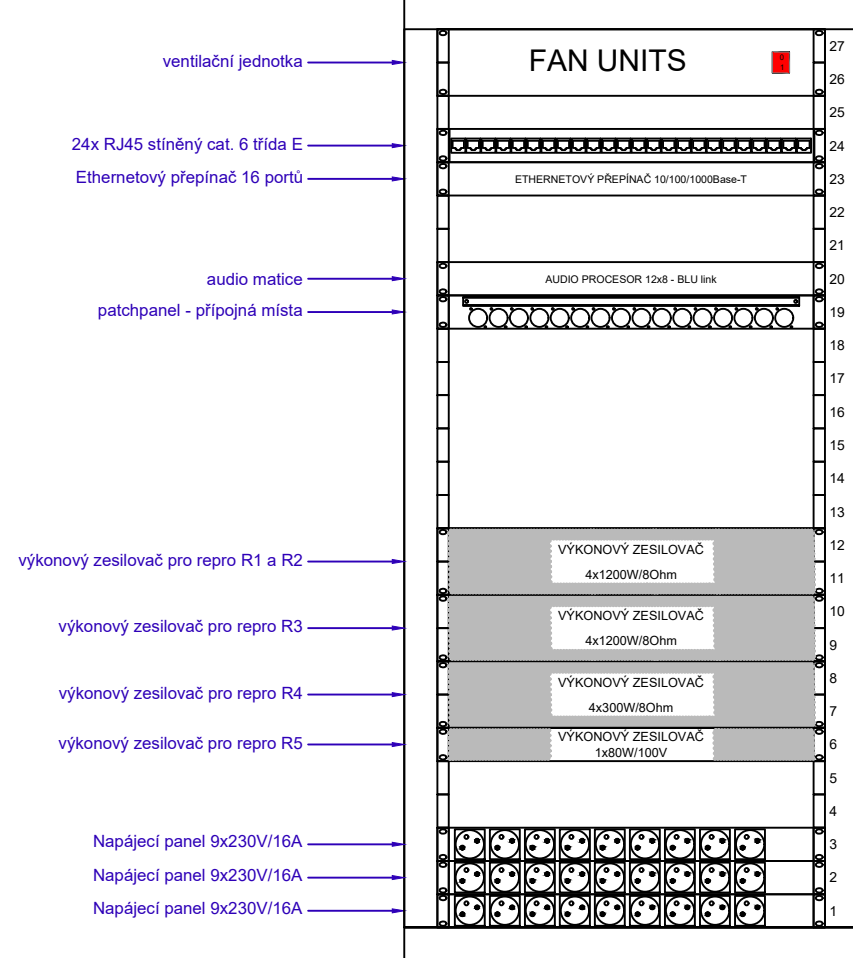 27
ventilační jednotka
FAN UNITS
0
1
26
25
24x RJ45 stíněný cat. 6 třída E
24
Ethernetový přepínač 16 portů
ETHERNETOVÝ PŘEPÍNAČ 10/100/1000Base-T
23
22
21
audio matice
AUDIO PROCESOR 12x8 - BLU link
20
patchpanel - přípojná místa
19
18
17
16
15
14
13
výkonový zesilovač pro repro R1 a R2
VÝKONOVÝ ZESILOVAČ
12
4x1200W/8Ohm
11
výkonový zesilovač pro repro R3
VÝKONOVÝ ZESILOVAČ
10
4x1200W/8Ohm
9
výkonový zesilovač pro repro R4
VÝKONOVÝ ZESILOVAČ
8
4x300W/8Ohm
7
výkonový zesilovač pro repro R5
VÝKONOVÝ ZESILOVAČ
1x80W/100V
6
5
4
Napájecí panel 9x230V/16A
3
Napájecí panel 9x230V/16A
2
Napájecí panel 9x230V/16A
1